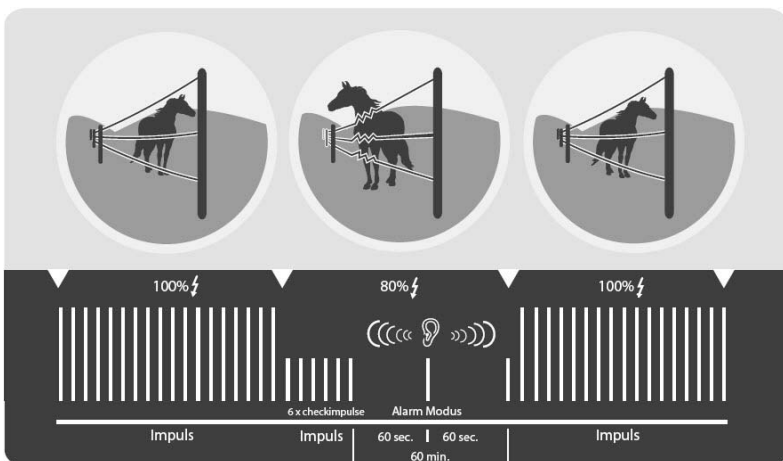 100% 80% 100%
6 x checkimpulse Alarm Modus
Impuls Impuls 60 sec. 60 sec. Impuls
60 min.